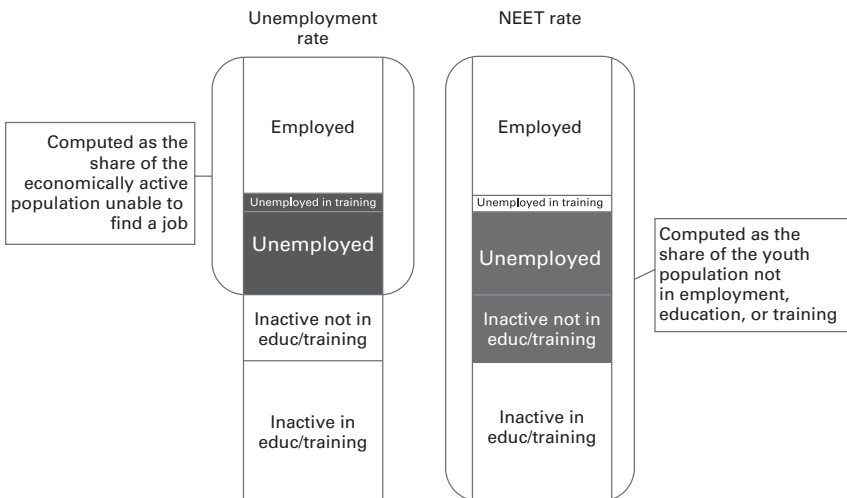 Unemployment
rate
NEET rate
Employed
Employed
Computed as the
share of the
economically active
population unable to
find a job
Unemployed in training
Unemployed in training
Unemployed
Unemployed
Computed as the
share of the youth
population not
in employment,
education, or training
Inactive not in
educ/training
Inactive not in
educ/training
Inactive in
educ/training
Inactive in
educ/training